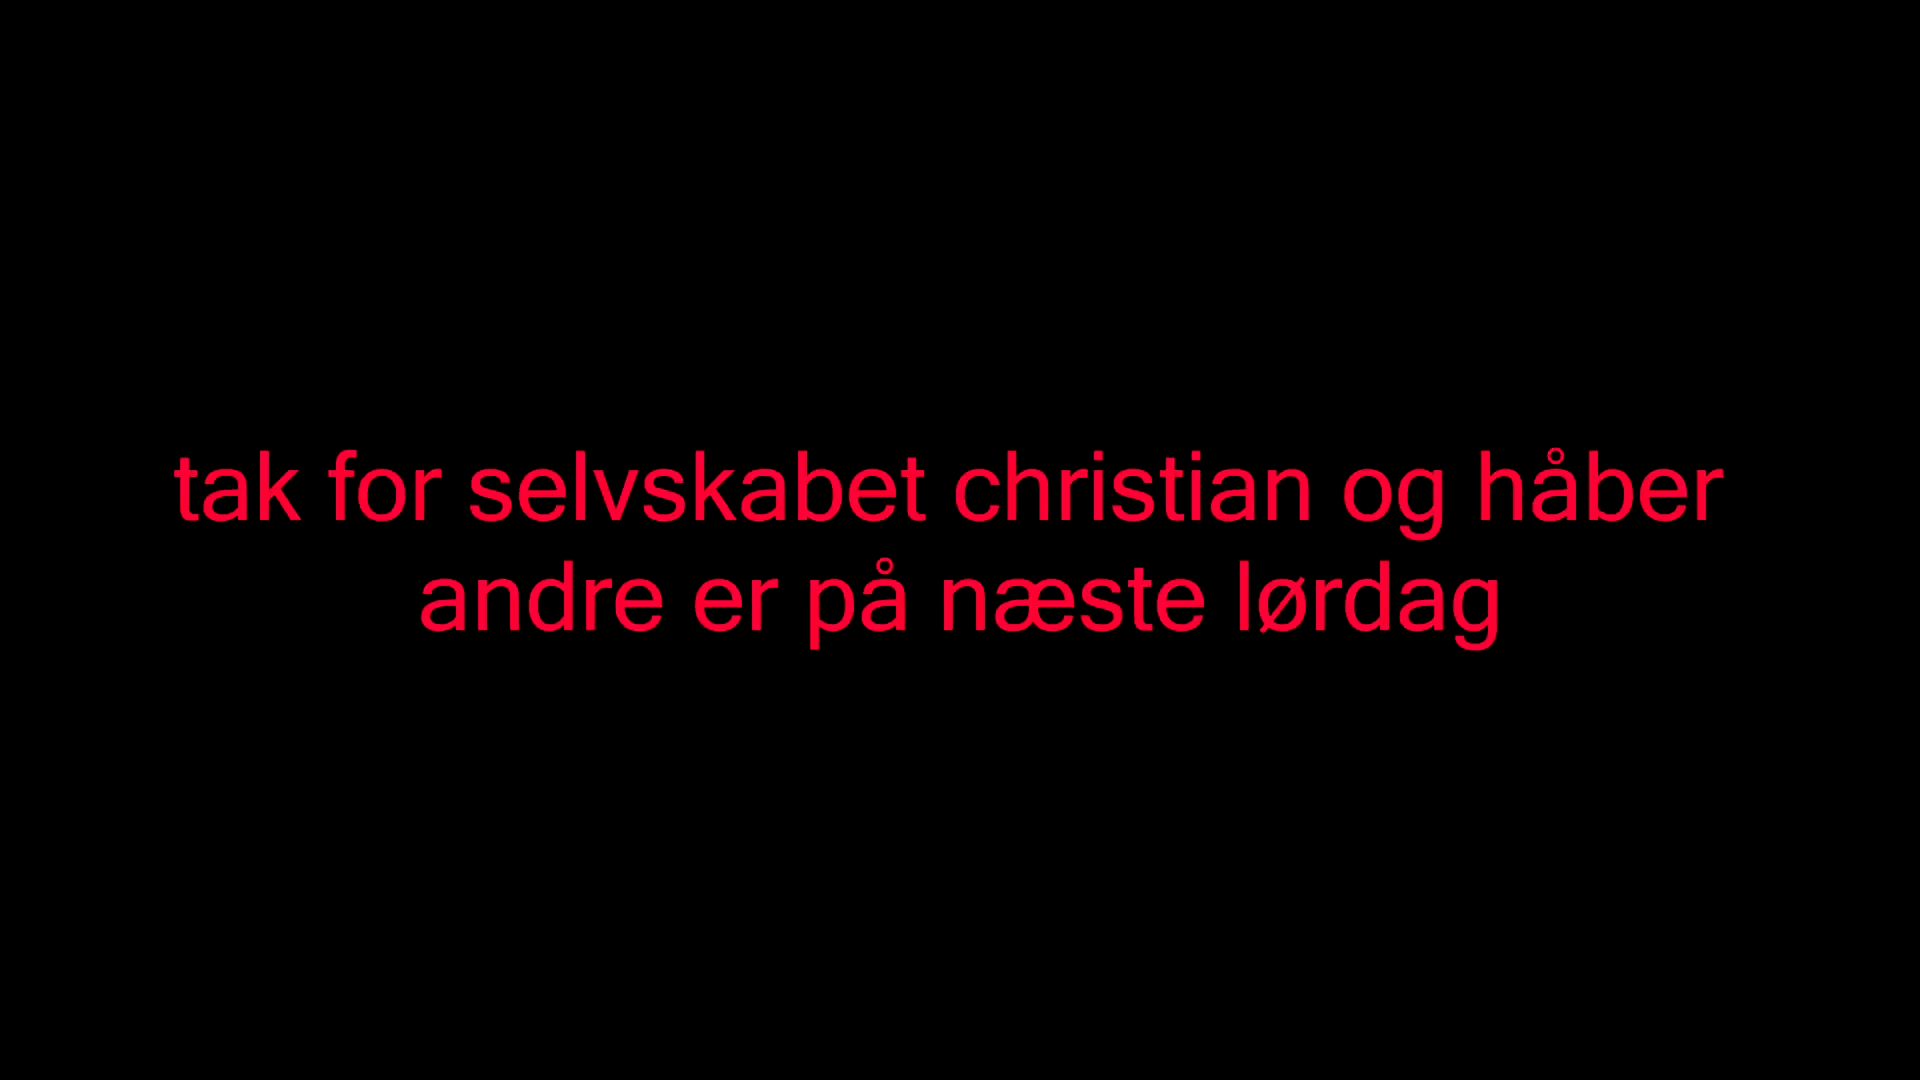 tak for selvskabet christian og håber
andre er på næste lørdag